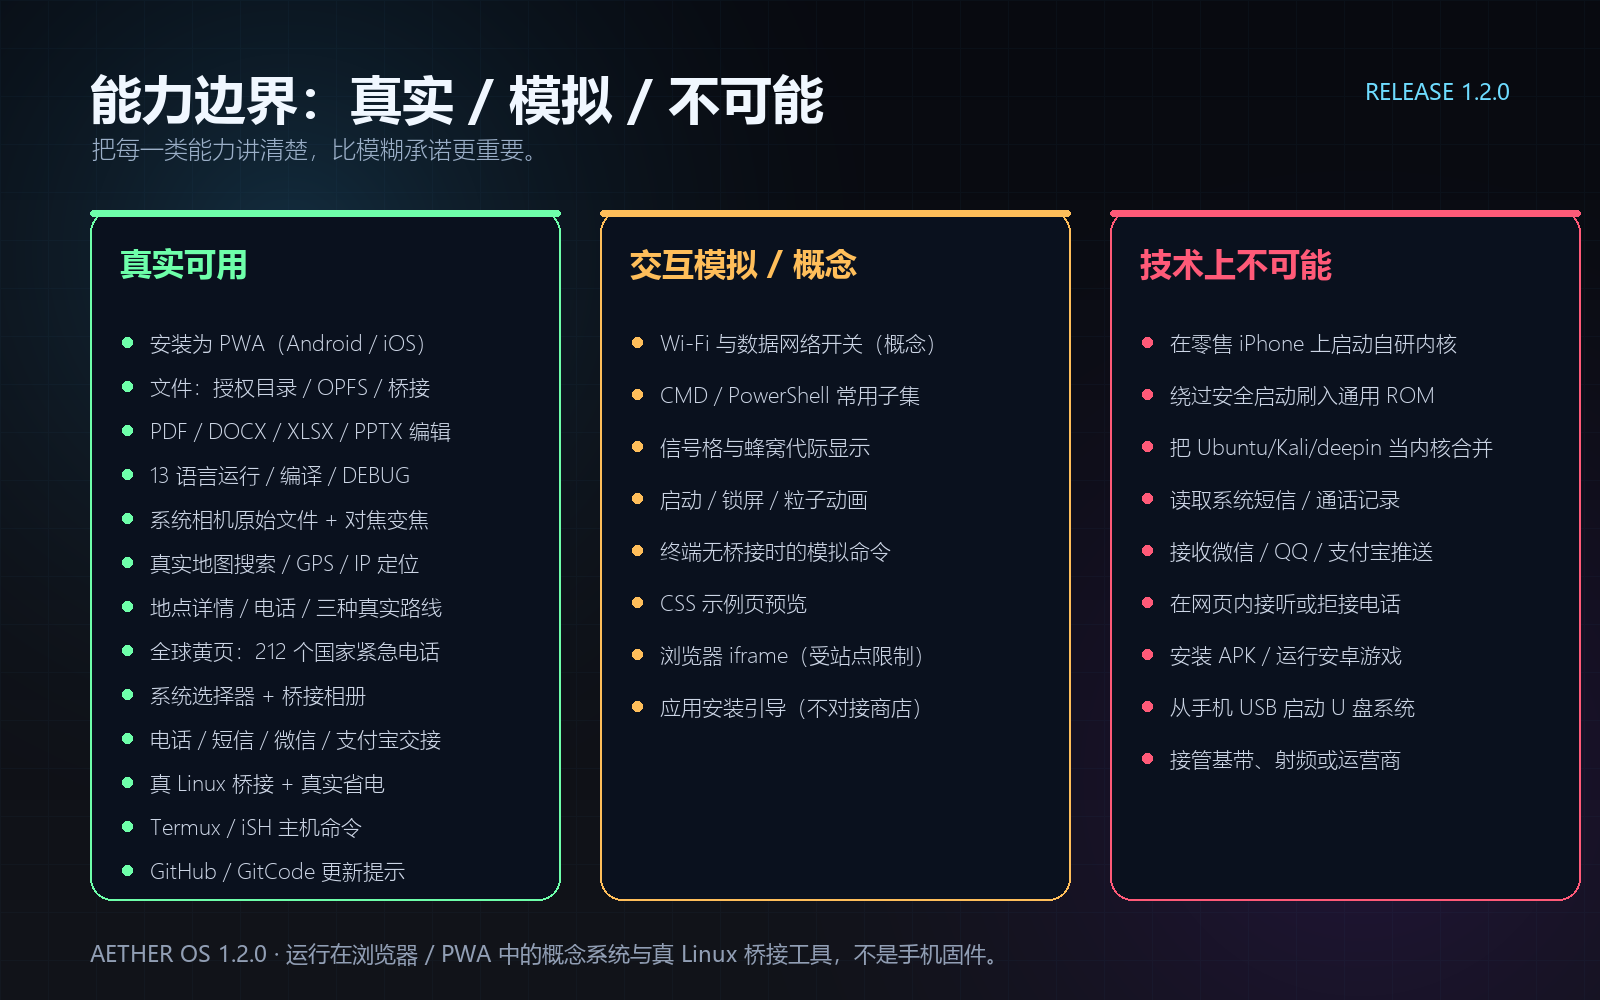 能力边界：真实 / 模拟 / 不可能
RELEASE 1.2.0
把每一类能力讲清楚，比模糊承诺更重要。
真实可用
安装为 PWA（Android / iOS）
文件：授权目录 / OPFS / 桥接
PDF / DOCX / XLSX / PPTX 编辑
13 语言运行 / 编译 / DEBUG
系统相机原始文件 + 对焦变焦
真实地图搜索 / GPS / IP 定位
地点详情 / 电话 / 三种真实路线
全球黄页：212 个国家紧急电话
系统选择器 + 桥接相册
电话 / 短信 / 微信 / 支付宝交接
真 Linux 桥接 + 真实省电
Termux / iSH 主机命令
GitHub / GitCode 更新提示
交互模拟 / 概念
Wi-Fi 与数据网络开关（概念）
CMD / PowerShell 常用子集
信号格与蜂窝代际显示
启动 / 锁屏 / 粒子动画
终端无桥接时的模拟命令
CSS 示例页预览
浏览器 iframe（受站点限制）
应用安装引导（不对接商店）
技术上不可能
在零售 iPhone 上启动自研内核
绕过安全启动刷入通用 ROM
把 Ubuntu/Kali/deepin 当内核合并
读取系统短信 / 通话记录
接收微信 / QQ / 支付宝推送
在网页内接听或拒接电话
安装 APK / 运行安卓游戏
从手机 USB 启动 U 盘系统
接管基带、射频或运营商
AETHER OS 1.2.0 · 运行在浏览器 / PWA 中的概念系统与真 Linux 桥接工具，不是手机固件。